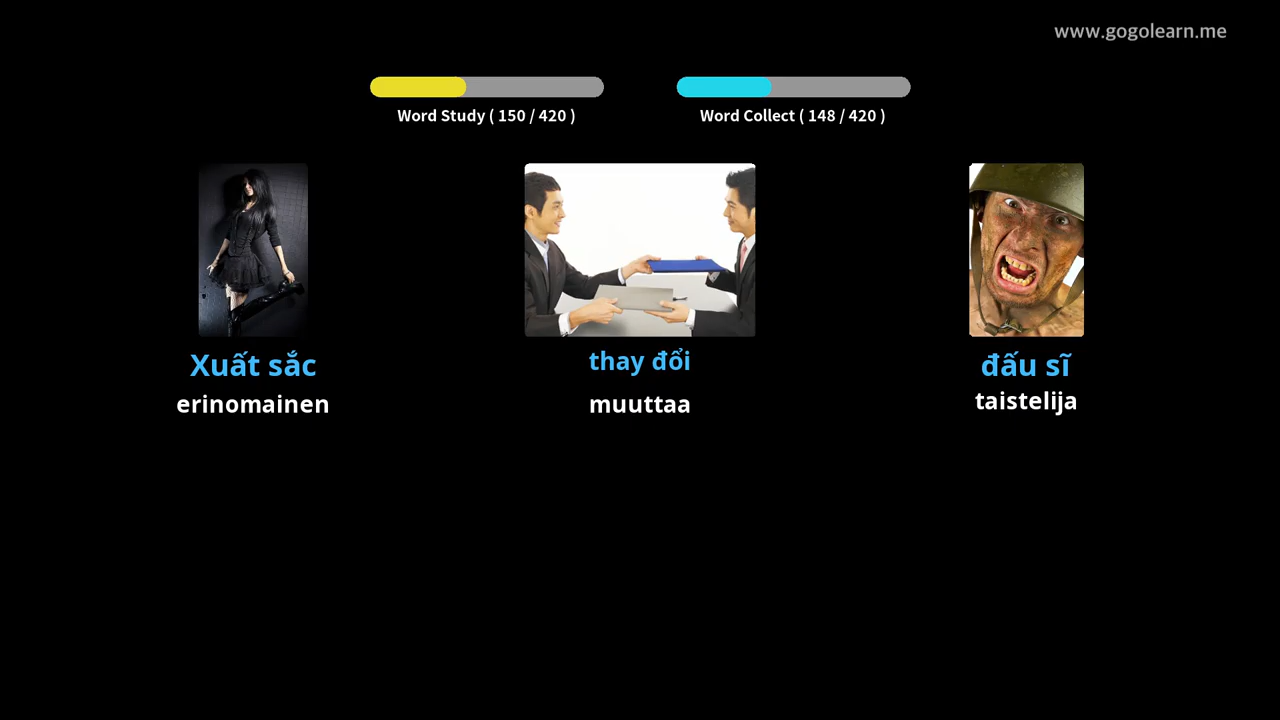 www.gogolearn.me
Word Study ( 150 / 420 )
Word Collect ( 148 / 420 )
Xuất sắc
erinomainen
thay đổi
muuttaa
đấu sĩ
taistelija